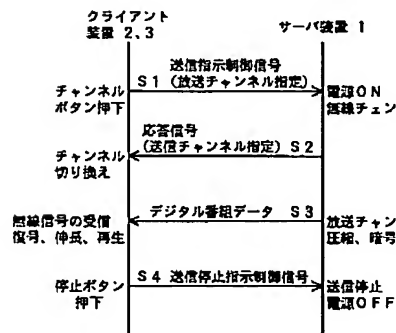 クライアント
装置 2,3
サーバ装置 1
送信指示制御信号
S1 (放送チャンネル指定)
チャンネル
ボタン押下
電源ON
無線チェン
応答信号
(送信チャンネル指定) S2
チャンネル
切り換え
デジタル番組データ S3
無線信号の受信
復号、伸長、再生
放送チャン
圧縮、暗号
S4 送信停止指示制御信号
停止ボタン
押下
送信停止
電源OFF